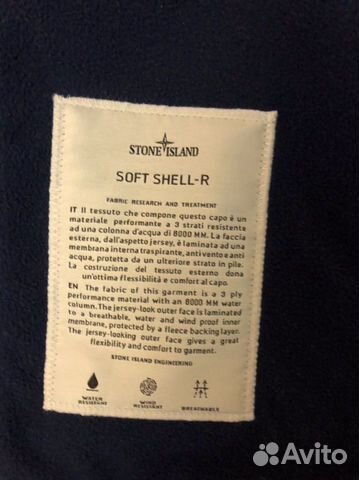 STONE ISLAND
SOFT SHELL-R
FABRIC RESEARCH AND TREATMENT
IT Il tessuto che compone questo capo è un
materiale performante a 3 strati resistente
ad una colonna d'acqua di 8000 MM. La faccia
esterna, dall'aspetto jersey, è laminata ad una
membrana interna traspirante, antivento e anti
acqua, protetta da un ulteriore strato in pile.
La costruzione del tessuto esterno dona
un'ottima flessibilità e comfort al capo.
EN The fabric of this garment is a 3 ply
performance material with an 8000 MM water
column. The jersey-look outer face is laminated
to a breathable, water and wind proof inner
membrane, protected by a fleece backing layer.
The jersey-looking outer face gives a great
flexibility and comfort to garment.
STONE ISLAND ENGINEERING
WATER RESISTANT
WIND RESISTANT
BREATHABLE
Avito